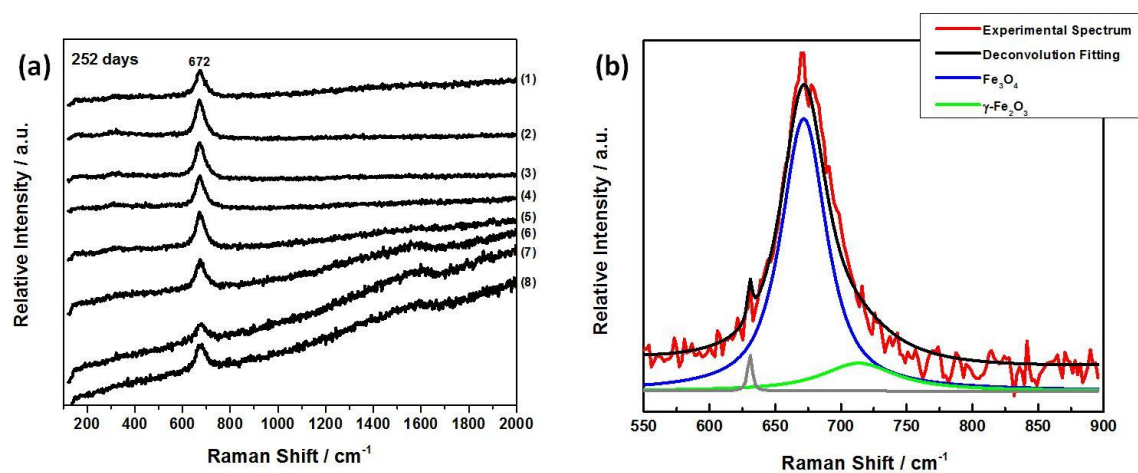 (a)
252 days
672
(1)
(2)
(3)
(4)
(5)
(6)
(7)
(8)
Relative Intensity / a.u.
200 400 600 800 1000 1200 1400 1600 1800 2000
Raman Shift / cm⁻¹
(b)
Experimental Spectrum
Deconvolution Fitting
Fe₃O₄
γ-Fe₂O₃
Relative Intensity / a.u.
550 600 650 700 750 800 850 900
Raman Shift / cm⁻¹